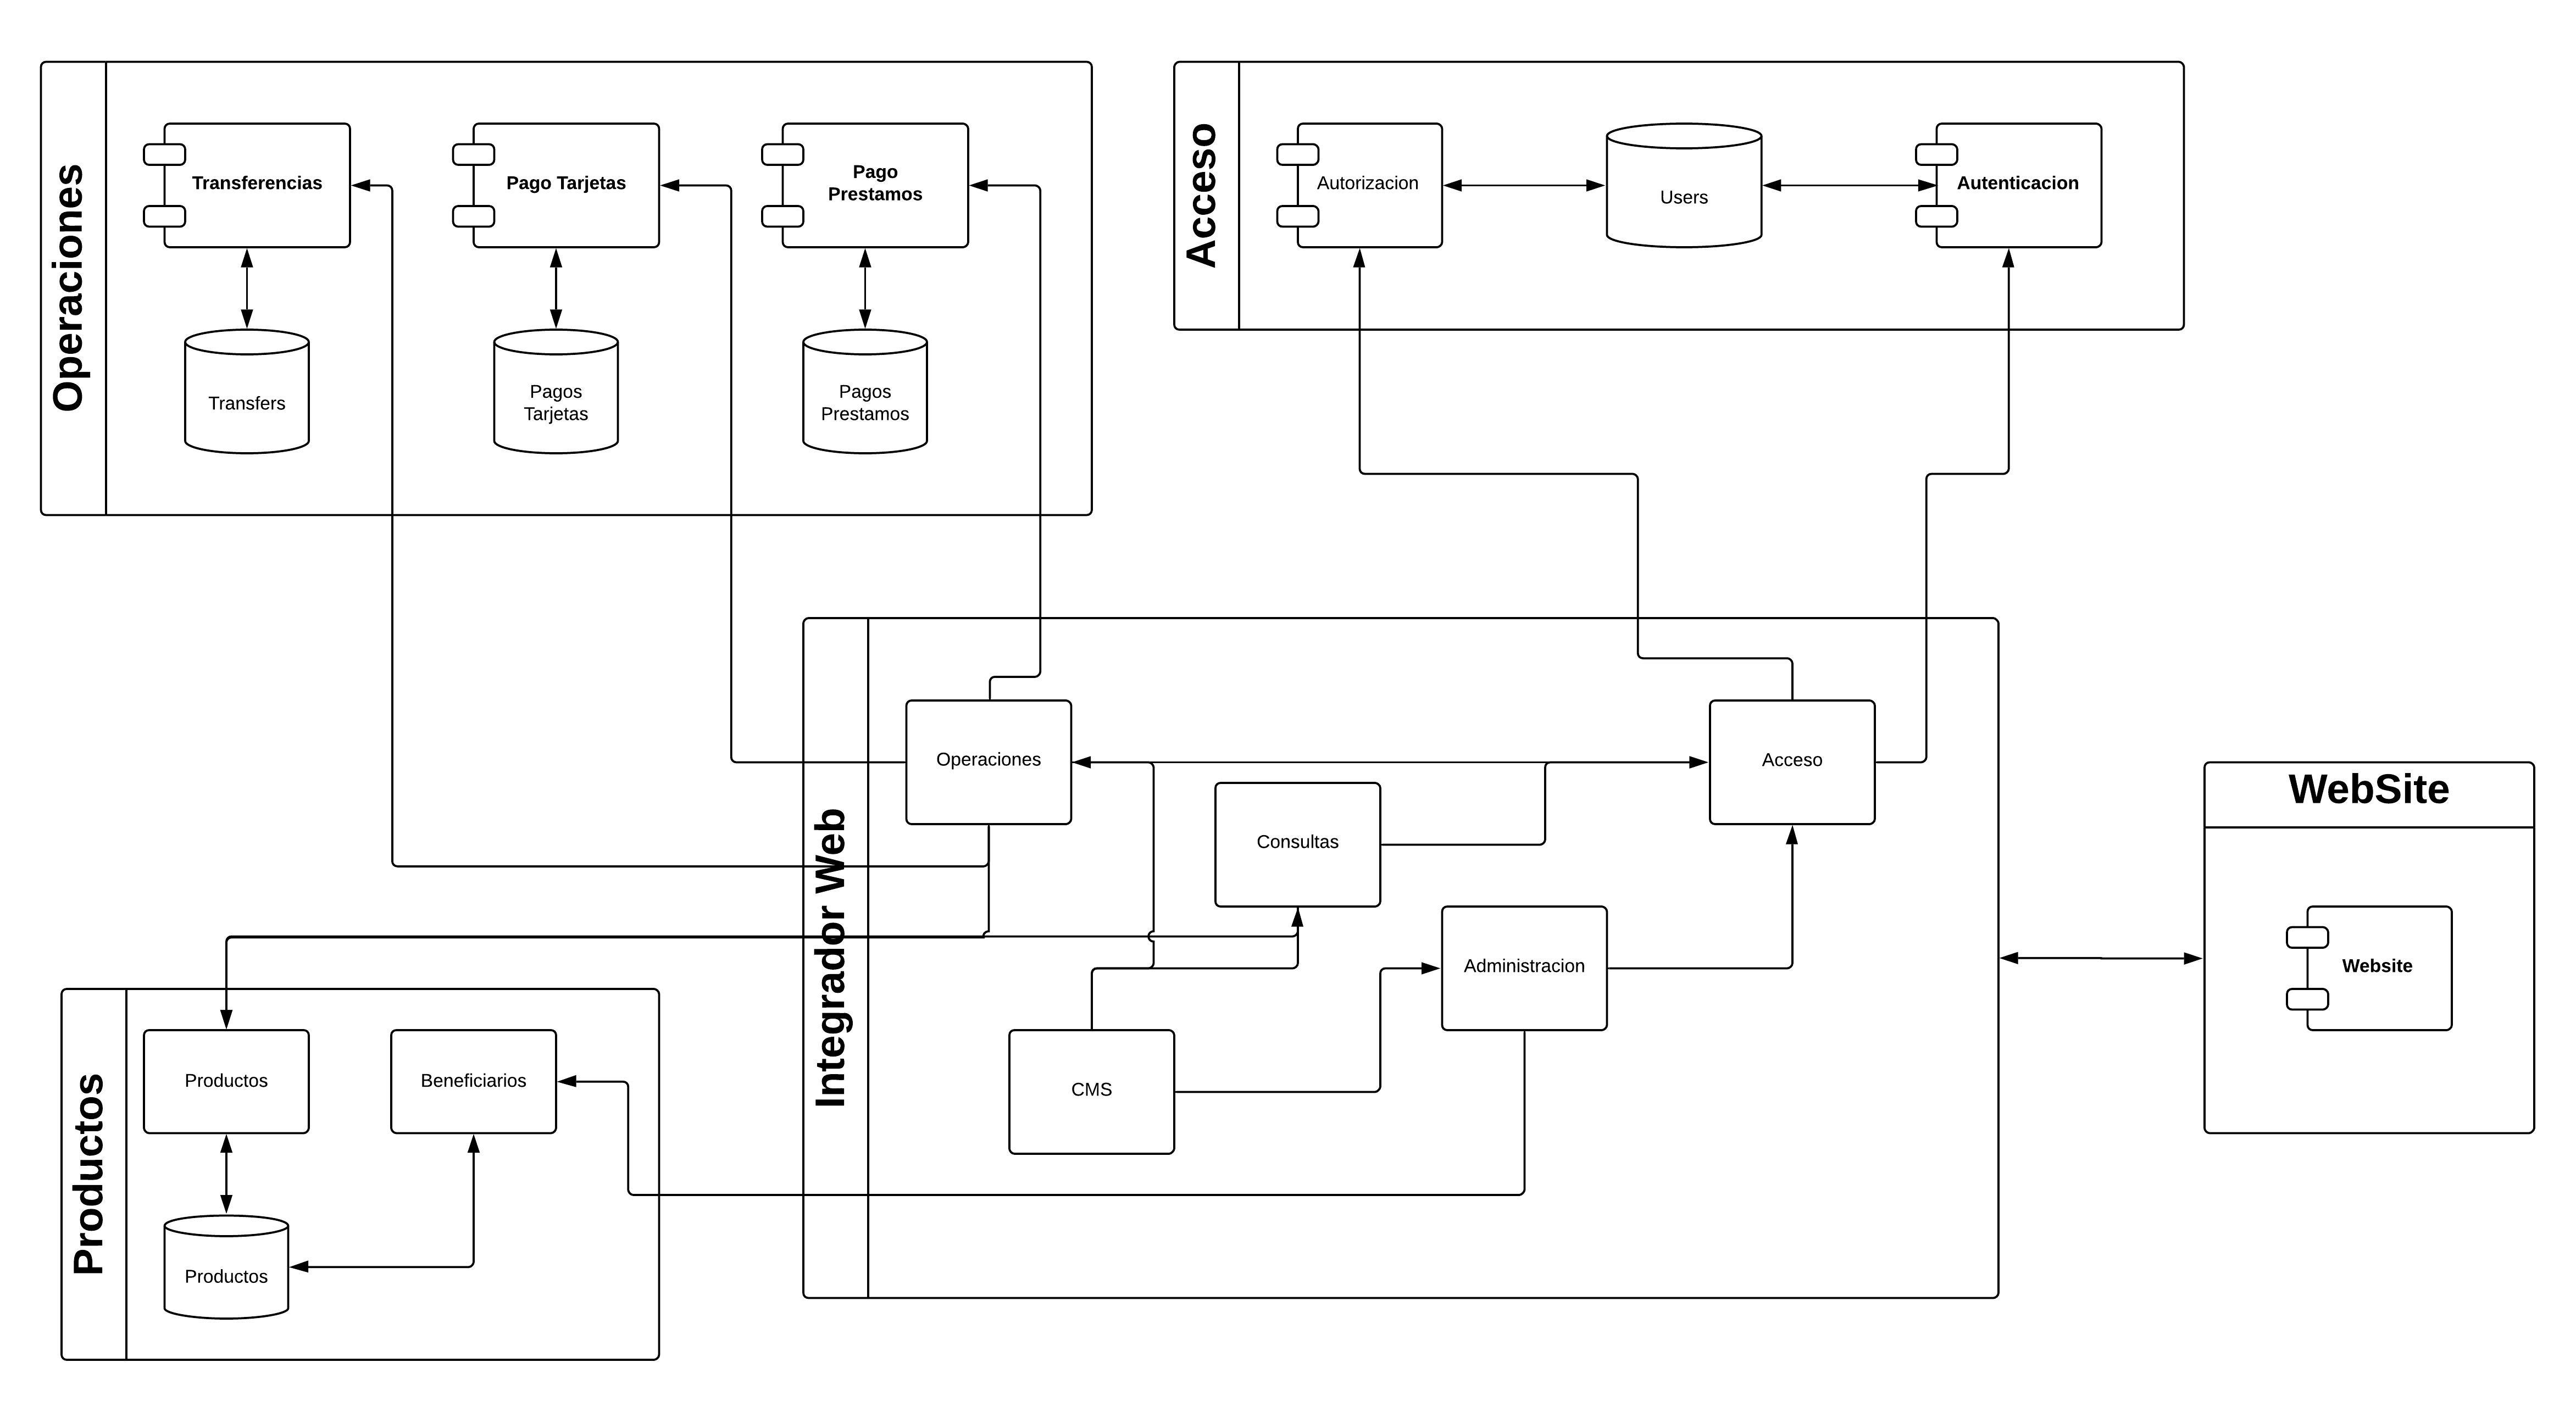 Operaciones
Transferencias
Pago Tarjetas
Pago
Prestamos
Transfers
Pagos
Tarjetas
Pagos
Prestamos
Acceso
Autorizacion
Users
Autenticacion
Integrador Web
Operaciones
Acceso
Consultas
Administracion
CMS
WebSite
Website
Productos
Productos
Beneficiarios
Productos